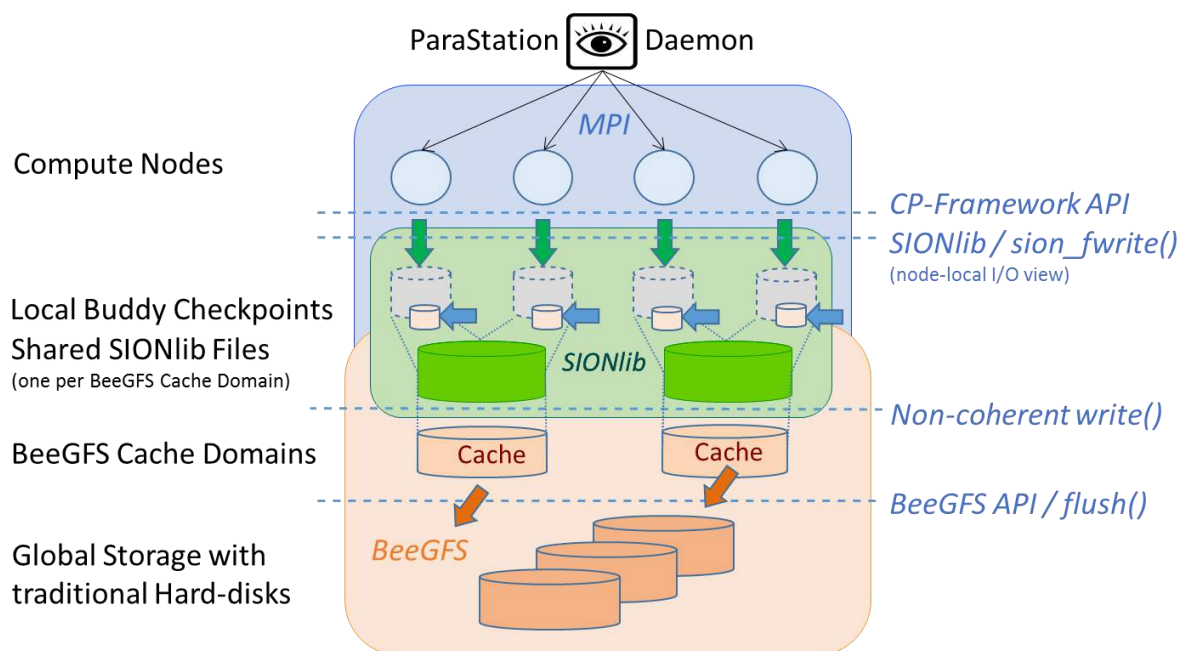 ParaStation Daemon
MPI
Compute Nodes
CP-Framework API
SIONlib / sion_fwrite()
(node-local I/O view)
Local Buddy Checkpoints
Shared SIONlib Files
(one per BeeGFS Cache Domain)
SIONlib
Non-coherent write()
BeeGFS Cache Domains
Cache
Cache
BeeGFS API / flush()
BeeGFS
Global Storage with
traditional Hard-disks